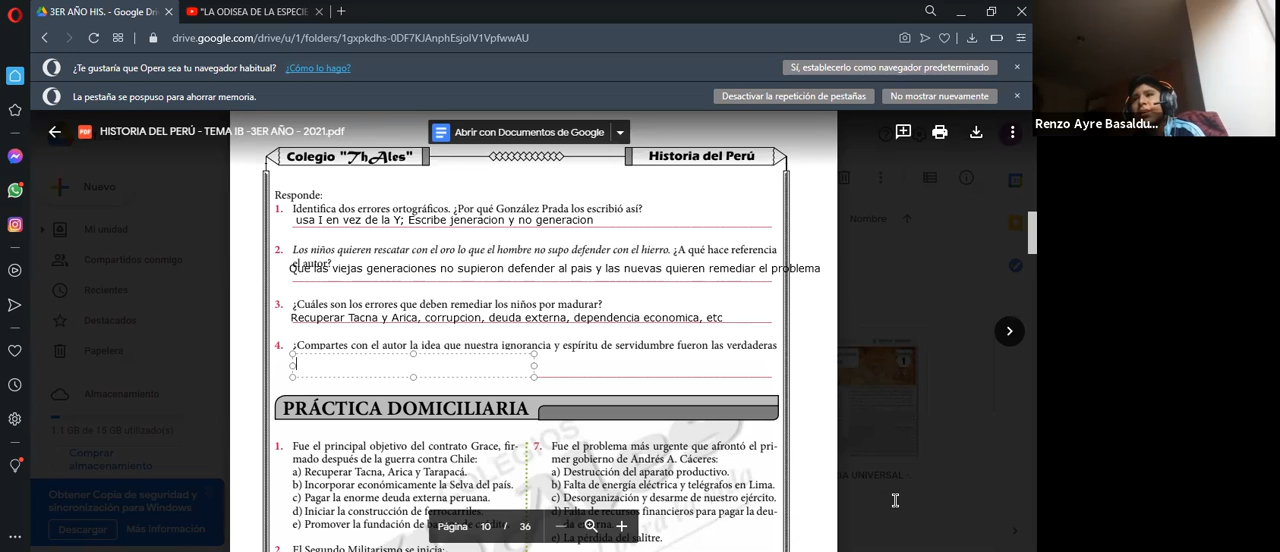 3ER AÑO HIS. - Google Dri
"LA ODISEA DE LA ESPECIE
drive.google.com/drive/u/1/folders/1gxpkdhs-0DF7KJAnphEsjolV1VpfwwAU
¿Te gustaría que Opera sea tu navegador habitual? ¿Cómo lo hago?
Sí, establecerlo como navegador predeterminado
La pestaña se pospuso para ahorrar memoria.
Desactivar la repetición de pestañas
No mostrar nuevamente
HISTORIA DEL PERÚ - TEMA IB -3ER AÑO - 2021.pdf
Abrir con Documentos de Google
Renzo Ayre Basaldu...
Colegio "ThAles"
Historia del Perú
Nuevo
Mi unidad
Compartidos conmigo
Recientes
Destacados
Papelera
Almacenamiento
1.1 GB de 15 GB utilizado(s)
Comprar
almacenamiento
Obtener Copia de seguridad y
sincronización para Windows
Descargar
Más información
Nombre
Responde:
1. Identifica dos errores ortográficos. ¿Por qué González Prada los escribió así?
usa I en vez de la Y; Escribe jeneracion y no generacion
2. Los niños quieren rescatar con el oro lo que el hombre no supo defender con el hierro. ¿A qué hace referencia
el autor?
Que las viejas generaciones no supieron defender al pais y las nuevas quieren remediar el problema
3. ¿Cuáles son los errores que deben remediar los niños por madurar?
Recuperar Tacna y Arica, corrupcion, deuda externa, dependencia economica, etc
4. ¿Compartes con el autor la idea que nuestra ignorancia y espíritu de servidumbre fueron las verdaderas
PRÁCTICA DOMICILIARIA
1. Fue el principal objetivo del contrato Grace, fir-
mado después de la guerra contra Chile:
a) Recuperar Tacna, Arica y Tarapacá.
b) Incorporar económicamente la Selva del país.
c) Pagar la enorme deuda externa peruana.
d) Iniciar la construcción de ferrocarriles.
e) Promover la fundación de
2. El Segundo Militarismo se inicia:
7. Fue el problema más urgente que afrontó el pri-
mer gobierno de Andrés A. Cáceres:
a) Destrucción del aparato productivo.
b) Falta de energía eléctrica y telégrafos en Lima.
c) Desorganización y desarme de nuestro ejército.
d) Falta de recursos financieros para pagar la deu-
da externa.
e) La pérdida del salitre.
Página 10 / 36